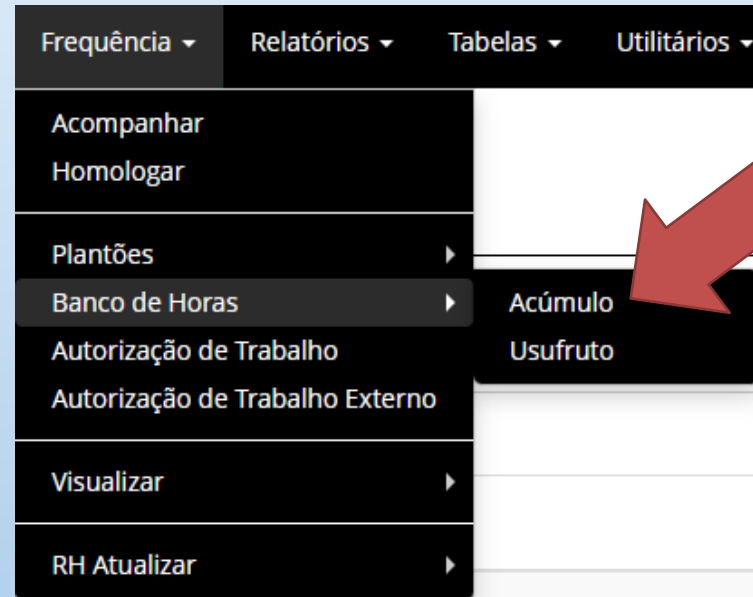 Frequência Relatórios Tabelas Utilitários
Acompanhar
Homologar
Plantões
Banco de Horas Acúmulo
Autorização de Trabalho Usufruto
Autorização de Trabalho Externo
Visualizar
RH Atualizar